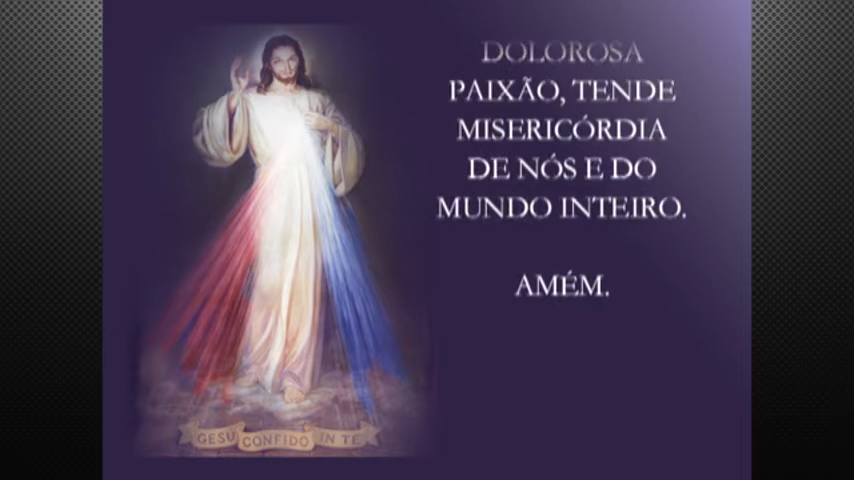 DOLOROSA
PAIXÃO, TENDE
MISERICÓRDIA
DE NÓS E DO
MUNDO INTEIRO.
AMÉM.
GESU CONFIDO IN TE